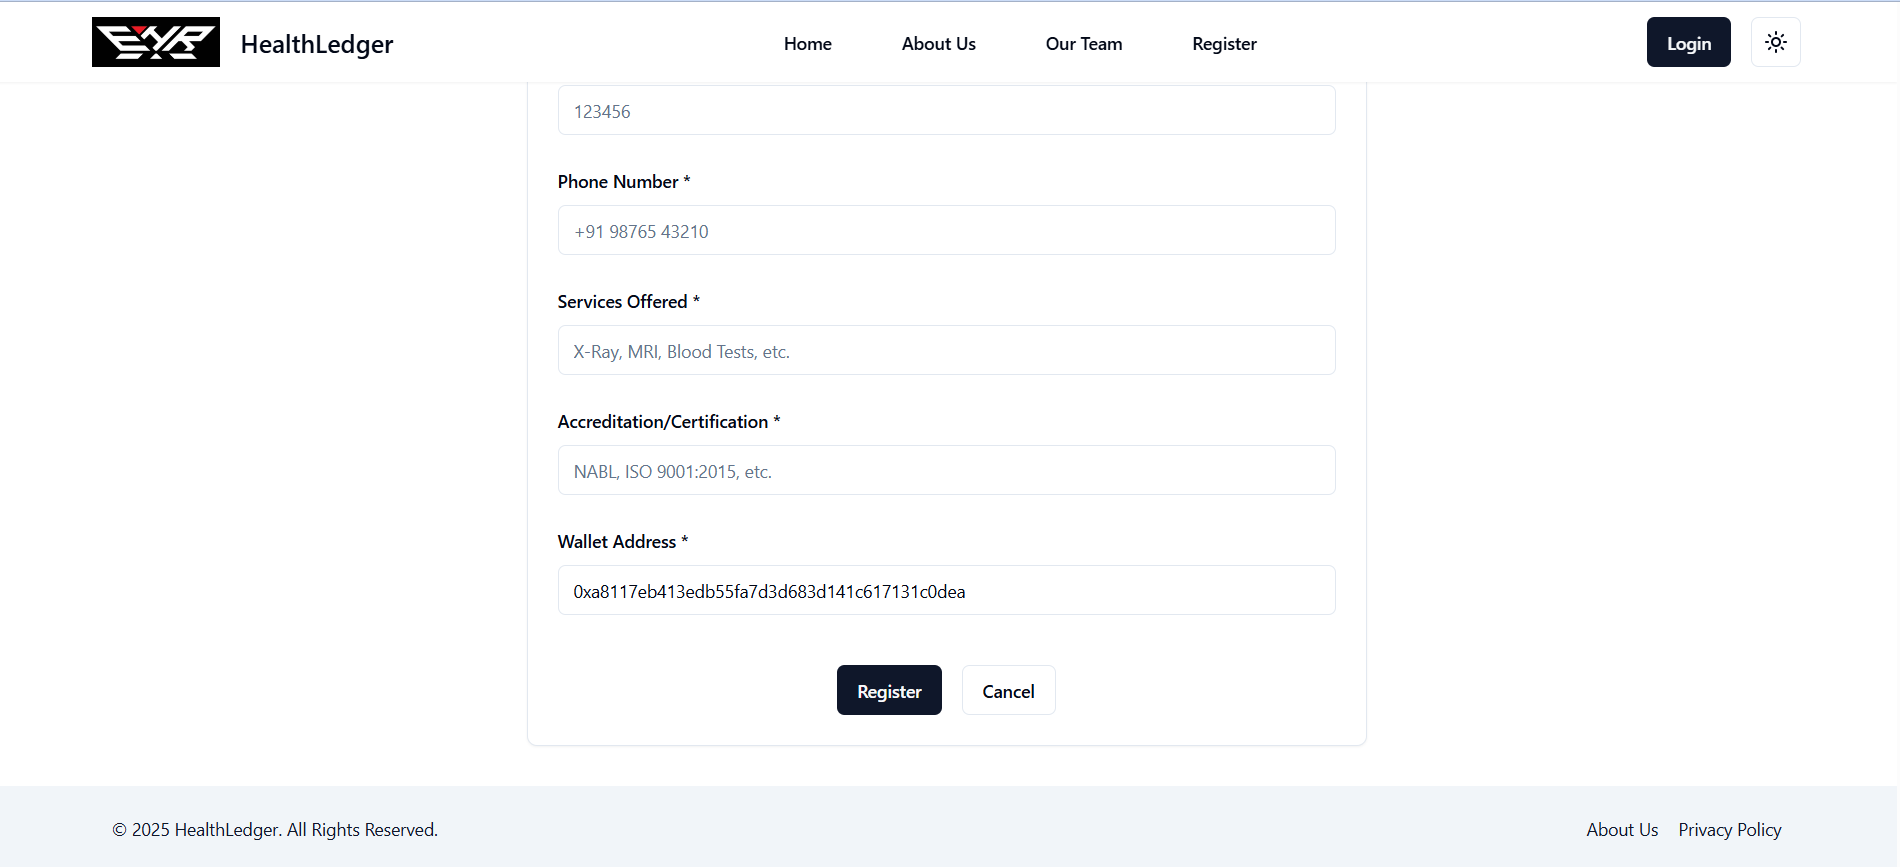 HealthLedger Home About Us Our Team Register Login
123456
Phone Number *
+91 98765 43210
Services Offered *
X-Ray, MRI, Blood Tests, etc.
Accreditation/Certification *
NABL, ISO 9001:2015, etc.
Wallet Address *
0xa8117eb413edb55fa7d3d683d141c617131c0dea
Register Cancel
© 2025 HealthLedger. All Rights Reserved. About Us Privacy Policy